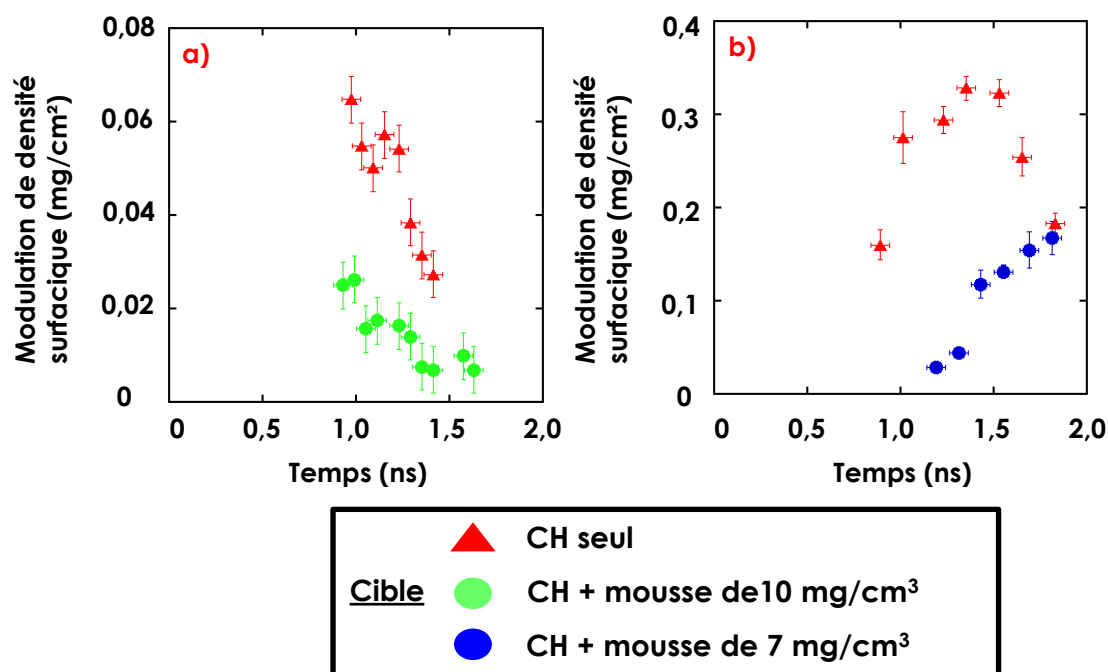 a)
Modulation de densité
surfacique (mg/cm²)
0,08
0,06
0,04
0,02
0
0 0,5 1,0 1,5 2,0
Temps (ns)
b)
Modulation de densité
surfacique (mg/cm²)
0,4
0,3
0,2
0,1
0
0 0,5 1,0 1,5 2,0
Temps (ns)
Cible
CH seul
CH + mousse de10 mg/cm³
CH + mousse de 7 mg/cm³